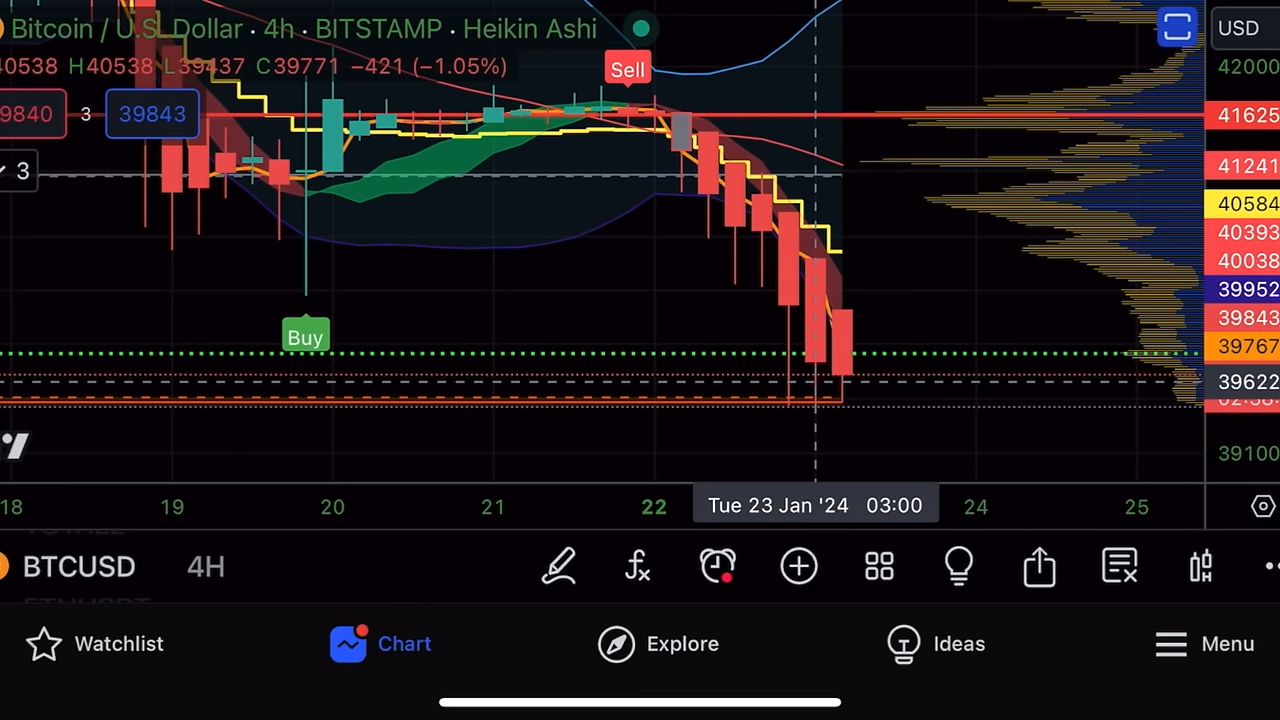 Bitcoin / U.S. Dollar · 4h · BITSTAMP · Heikin Ashi
USD
40538 H40538 L39437 C39771 −421 (−1.05%)
42000
Sell
9840 3 39843
41625
3
41241
40584
40393
40038
39952
39843
Buy
39767
39622
39100
18 19 20 21 22 Tue 23 Jan '24 03:00 24 25
BTCUSD 4H
Watchlist Chart Explore Ideas Menu